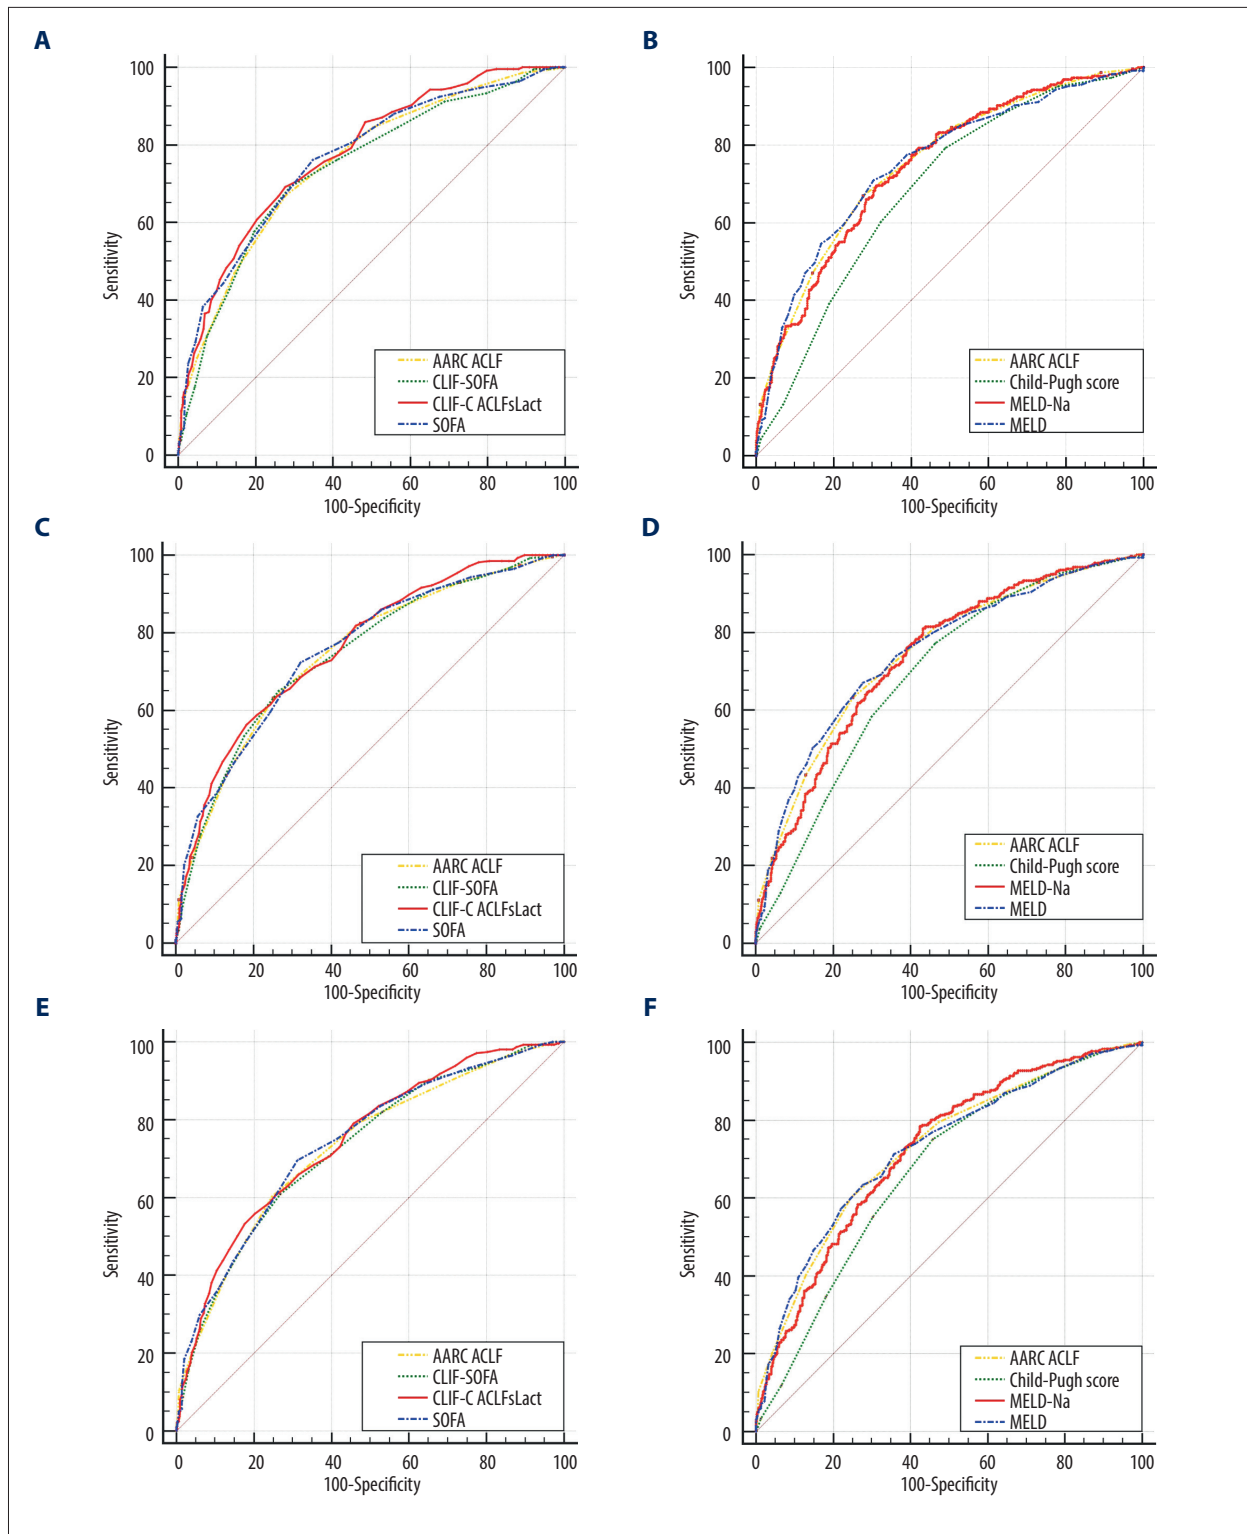 A
100
80
60
40
20
0
Sensitivity
AARC ACLF
CLIF-SOFA
CLIF-C ACLFsLact
SOFA
0 20 40 60 80 100
100-Specificity
B
100
80
60
40
20
0
Sensitivity
AARC ACLF
Child-Pugh score
MELD-Na
MELD
0 20 40 60 80 100
100-Specificity
C
100
80
60
40
20
0
Sensitivity
AARC ACLF
CLIF-SOFA
CLIF-C ACLFsLact
SOFA
0 20 40 60 80 100
100-Specificity
D
100
80
60
40
20
0
Sensitivity
AARC ACLF
Child-Pugh score
MELD-Na
MELD
0 20 40 60 80 100
100-Specificity
E
100
80
60
40
20
0
Sensitivity
AARC ACLF
CLIF-SOFA
CLIF-C ACLFsLact
SOFA
0 20 40 60 80 100
100-Specificity
F
100
80
60
40
20
0
Sensitivity
AARC ACLF
Child-Pugh score
MELD-Na
MELD
0 20 40 60 80 100
100-Specificity